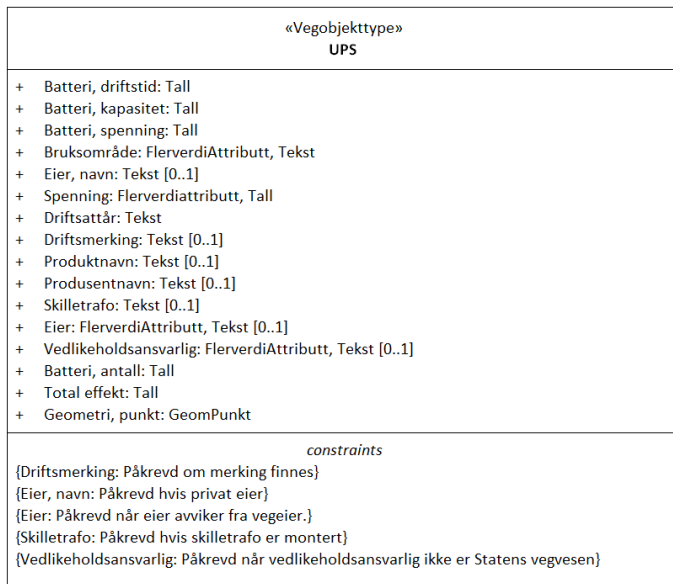 «Vegobjekttype»
UPS
+ Batteri, driftstid: Tall
+ Batteri, kapasitet: Tall
+ Batteri, spenning: Tall
+ Bruksområde: FlerverdiAttributt, Tekst
+ Eier, navn: Tekst [0..1]
+ Spenning: Flerverdiattributt, Tall
+ Driftsattår: Tekst
+ Driftsmerking: Tekst [0..1]
+ Produktnavn: Tekst [0..1]
+ Produsentnavn: Tekst [0..1]
+ Skilletrafo: Tekst [0..1]
+ Eier: FlerverdiAttributt, Tekst [0..1]
+ Vedlikeholdsansvarlig: FlerverdiAttributt, Tekst [0..1]
+ Batteri, antall: Tall
+ Total effekt: Tall
+ Geometri, punkt: GeomPunkt
constraints
{Driftsmerking: Påkrevd om merking finnes}
{Eier, navn: Påkrevd hvis privat eier}
{Eier: Påkrevd når eier avviker fra vegeier.}
{Skilletrafo: Påkrevd hvis skilletrafo er montert}
{Vedlikeholdsansvarlig: Påkrevd når vedlikeholdsansvarlig ikke er Statens vegvesen}